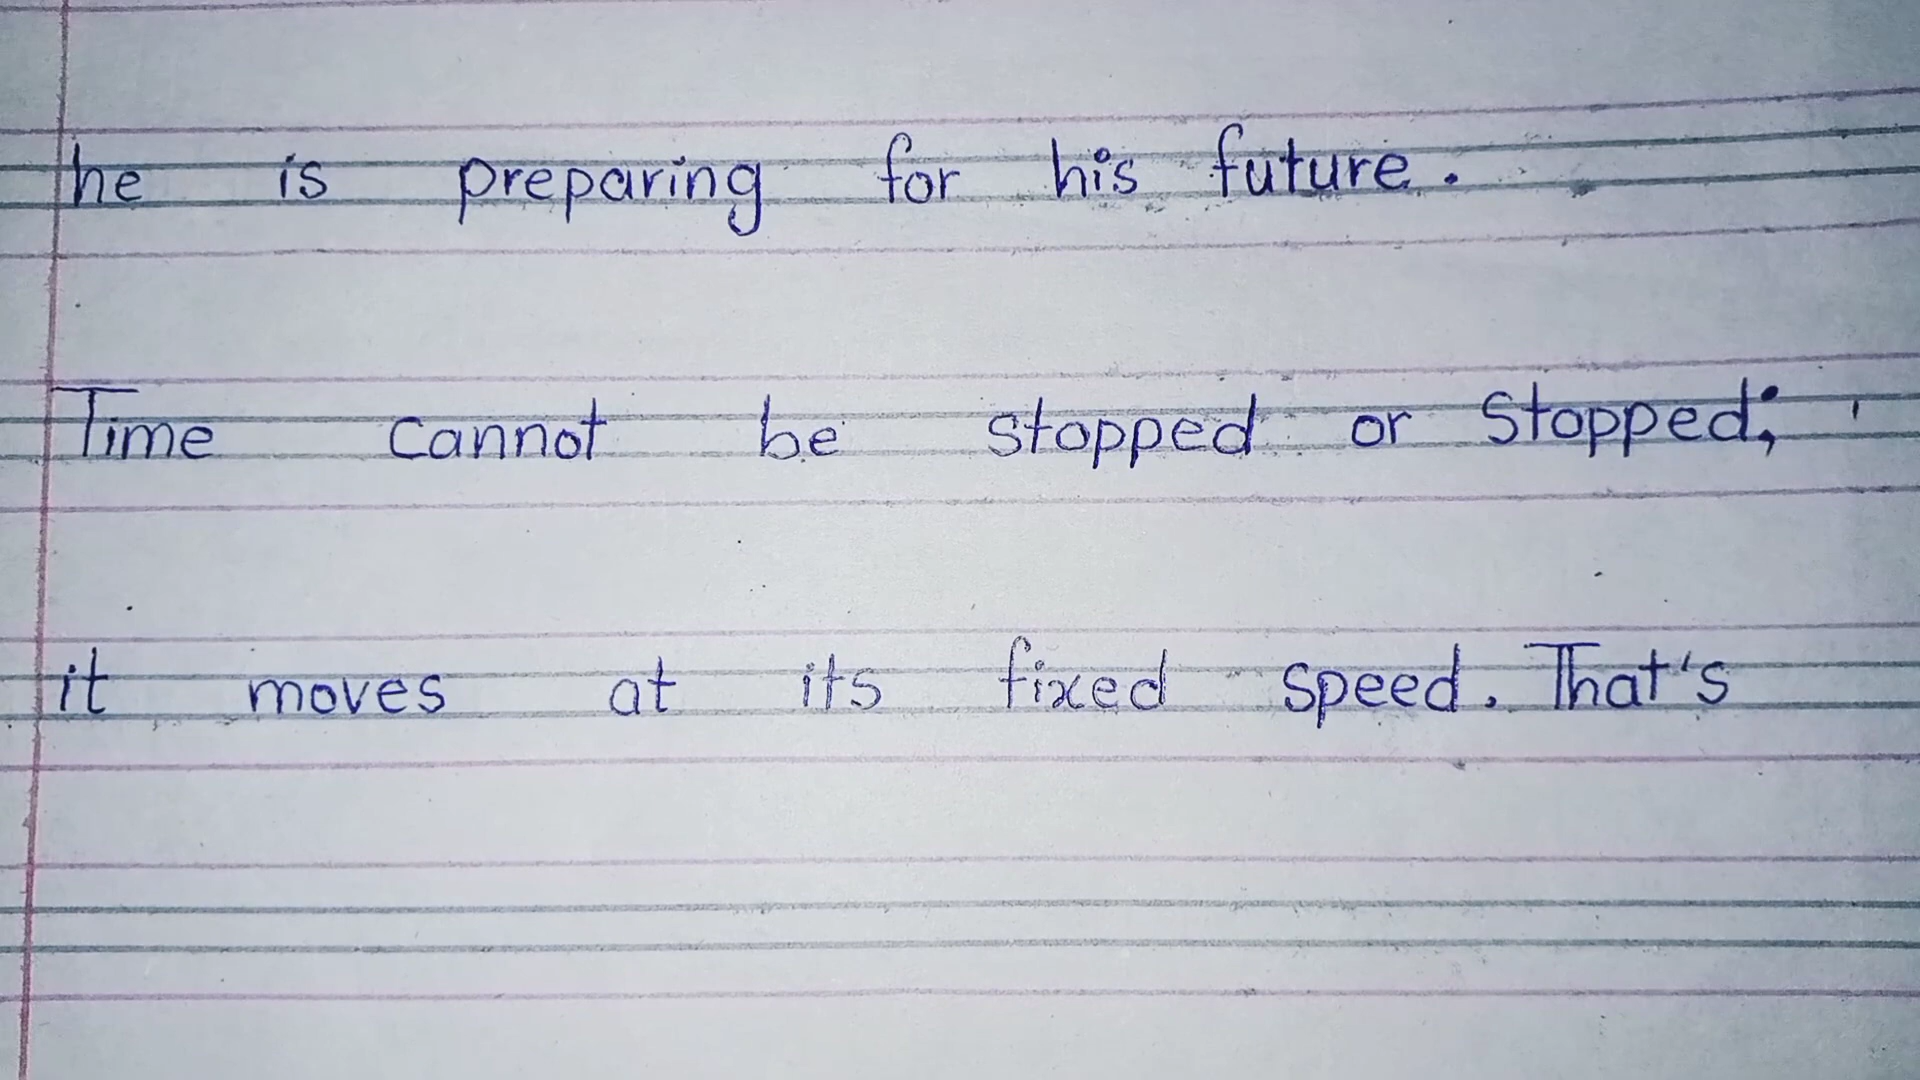 he is preparing for his future.
Time cannot be stopped or Stopped;
it moves at its fixed speed. That's